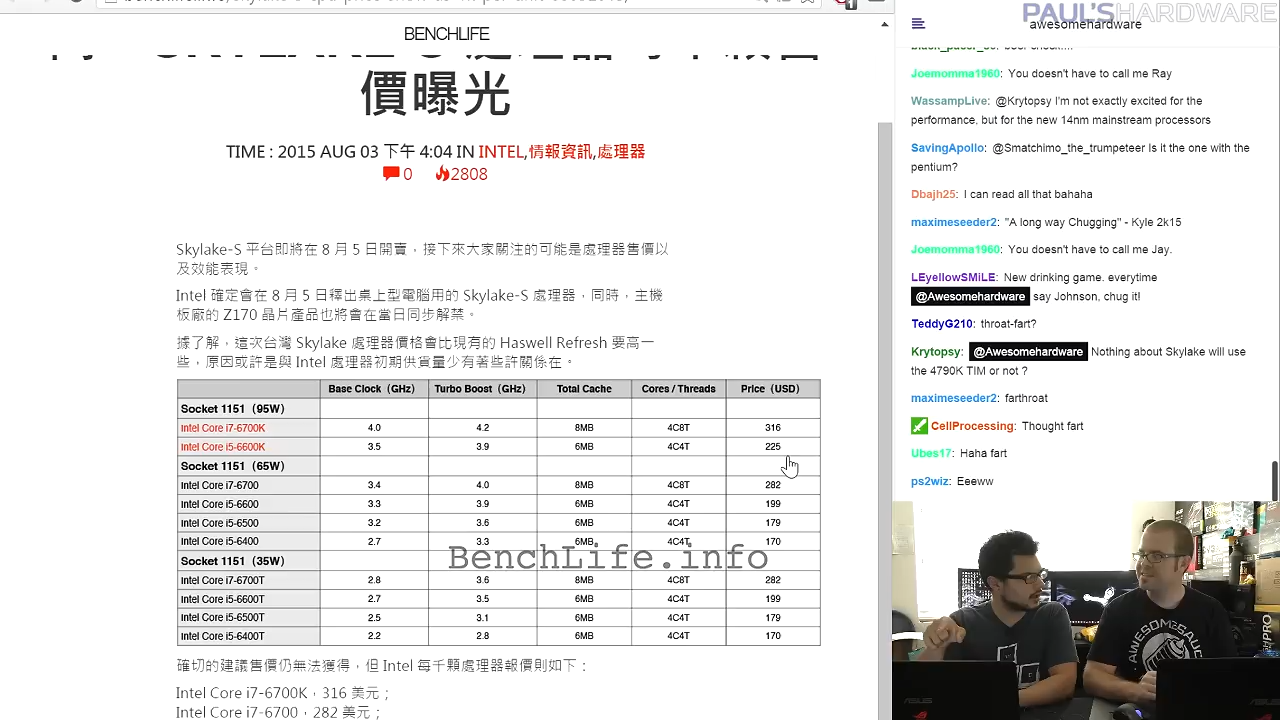 BENCHLIFE
價曝光
TIME : 2015 AUG 03 下午 4:04 IN INTEL,情報資訊,處理器
0 2808
Skylake-S 平台即將在 8 月 5 日開賣，接下來大家關注的可能是處理器售價以
及效能表現。
Intel 確定會在 8 月 5 日釋出桌上型電腦用的 Skylake-S 處理器，同時，主機
板廠的 Z170 晶片產品也將會在當日同步解禁。
據了解，這次台灣 Skylake 處理器價格會比現有的 Haswell Refresh 要高一
些，原因或許是與 Intel 處理器初期供貨量少有著些許關係在。
Base Clock（GHz） Turbo Boost（GHz） Total Cache Cores / Threads Price（USD）
Socket 1151（95W）
Intel Core i7-6700K 4.0 4.2 8MB 4C8T 316
Intel Core i5-6600K 3.5 3.9 6MB 4C4T 225
Socket 1151（65W）
Intel Core i7-6700 3.4 4.0 8MB 4C8T 282
Intel Core i5-6600 3.3 3.9 6MB 4C4T 199
Intel Core i5-6500 3.2 3.6 6MB 4C4T 179
Intel Core i5-6400 2.7 3.3 6MB 4C4T 170
BenchLife.info
Socket 1151（35W）
Intel Core i7-6700T 2.8 3.6 8MB 4C8T 282
Intel Core i5-6600T 2.7 3.5 6MB 4C4T 199
Intel Core i5-6500T 2.5 3.1 6MB 4C4T 179
Intel Core i5-6400T 2.2 2.8 6MB 4C4T 170
確切的建議售價仍無法獲得，但 Intel 每千顆處理器報價則如下：
Intel Core i7-6700K，316 美元；
Intel Core i7-6700，282 美元；
PAUL'SHARDWARE
awesomehardware
Joemomma1960: You doesn't have to call me Ray
WassampLive: @Krytopsy I'm not exactly excited for the
performance, but for the new 14nm mainstream processors
SavingApollo: @Smatchimo_the_trumpeteer Is it the one with the
pentium?
Dbajh25: I can read all that bahaha
maximeseeder2: "A long way Chugging" - Kyle 2k15
Joemomma1960: You doesn't have to call me Jay.
LEyellowSMiLE: New drinking game. everytime
@Awesomehardware say Johnson, chug it!
TeddyG210: throat-fart?
Krytopsy: @Awesomehardware Nothing about Skylake will use
the 4790K TIM or not ?
maximeseeder2: farthroat
CellProcessing: Thought fart
Ubes17: Haha fart
ps2wiz: Eeeww
AWESOMESAUCE
ASUS
ASUS